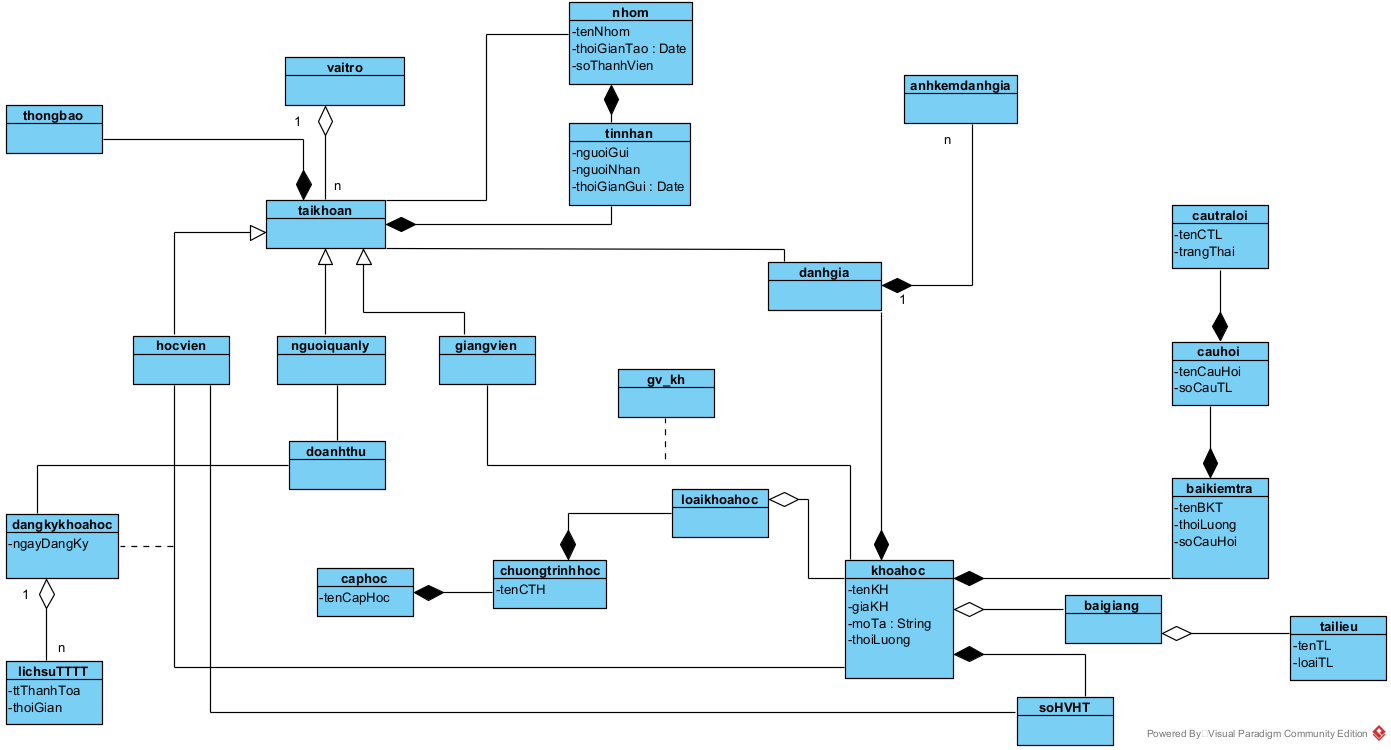 nhom
-tenNhom
-thoiGianTao : Date
-soThanhVien
vaitro
anhkemdanhgia
thongbao
1
n
tinnhan
-nguoiGui
-nguoiNhan
-thoiGianGui : Date
n
taikhoan
cautraloi
-tenCTL
-trangThai
danhgia
1
hocvien
nguoiquanly
giangvien
cauhoi
-tenCauHoi
-soCauTL
gv_kh
doanhthu
baikiemtra
-tenBKT
-thoiLuong
-soCauHoi
loaikhoahoc
dangkykhoahoc
-ngayDangKy
caphoc
-tenCapHoc
chuongtrinhhoc
-tenCTH
khoahoc
-tenKH
-giaKH
-moTa : String
-thoiLuong
1
n
baigiang
tailieu
-tenTL
-loaiTL
lichsuTTTT
-ttThanhToa
-thoiGian
soHVHT
Powered By Visual Paradigm Community Edition